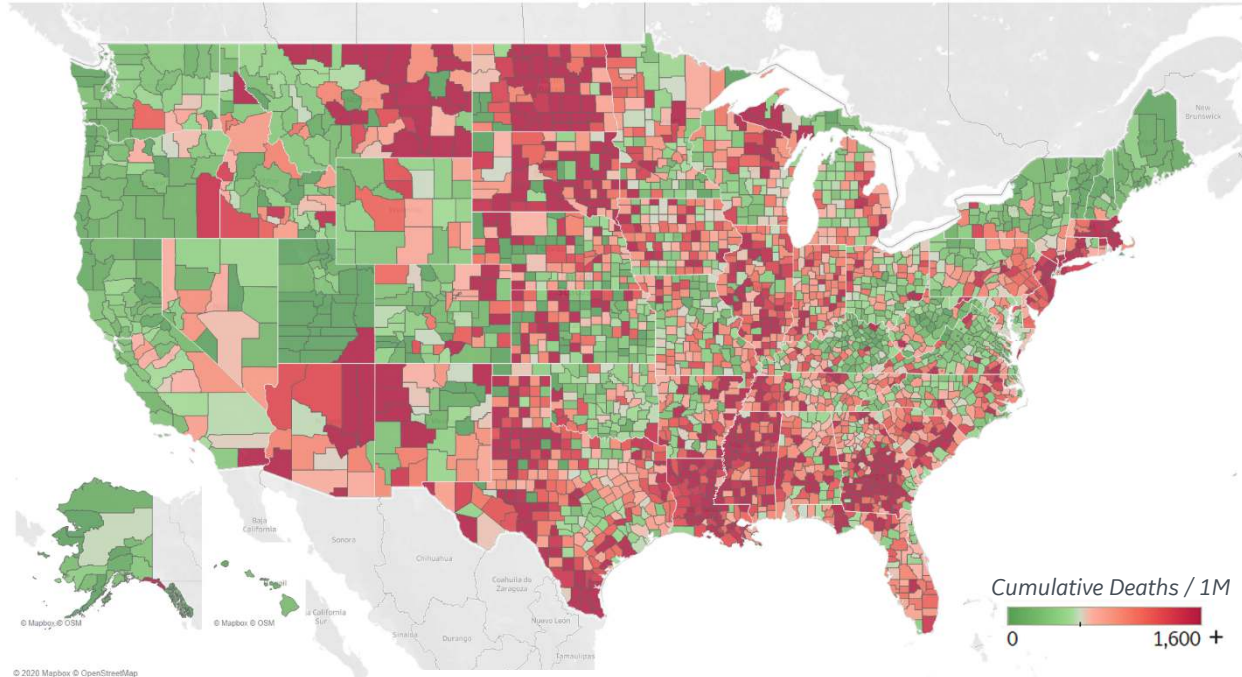 New
Brunswick
Baja
California
Sonora
Chihuahua
Coahuila de
Zaragoza
Nuevo León
Sinaloa
Durango
Tamaulipas
a California
Sur
© Mapbox © OSM
© Mapbox © OSM
Cumulative Deaths / 1M
0
1,600 +
© 2020 Mapbox © OpenStreetMap